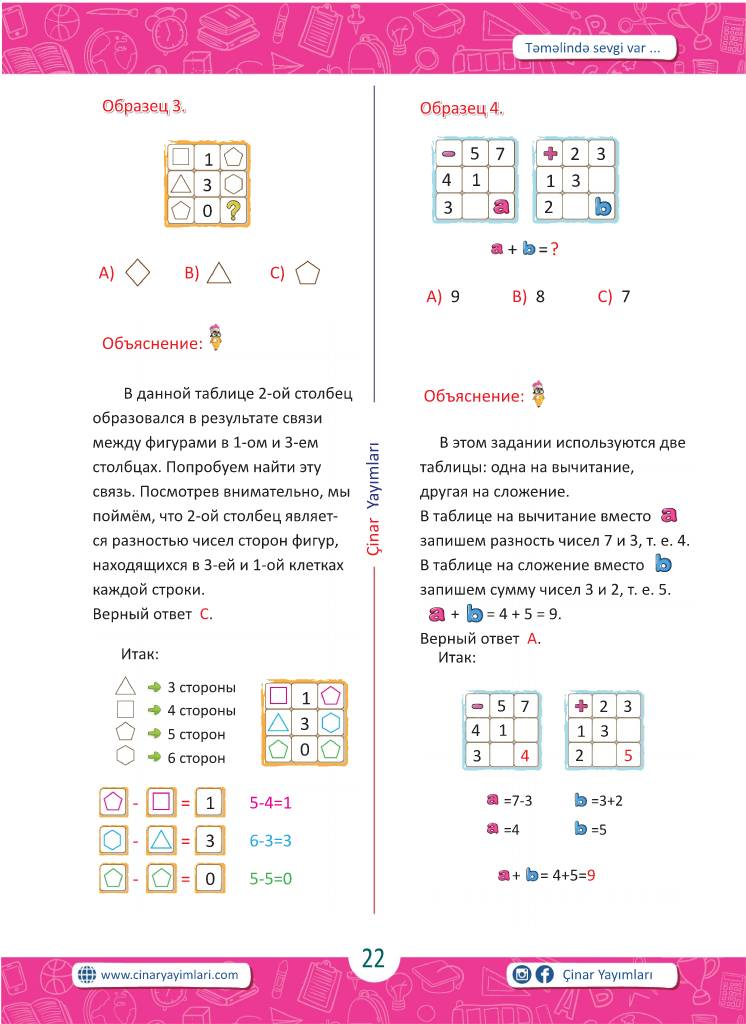 Təməlində sevgi var ...
Образец 3.
1
3
0 ?
A) B) C)
Объяснение:
В данной таблице 2-ой столбец
образовался в результате связи
между фигурами в 1-ом и 3-ем
столбцах. Попробуем найти эту
связь. Посмотрев внимательно, мы
поймём, что 2-ой столбец являет-
ся разностью чисел сторон фигур,
находящихся в 3-ей и 1-ой клетках
каждой строки.
Верный ответ C.
Итак:
3 стороны
4 стороны
5 сторон
6 сторон
1
3
0
- = 1 5-4=1
- = 3 6-3=3
- = 0 5-5=0
Çinar Yayımları
Образец 4.
- 5 7
4 1
3 a
+ 2 3
1 3
2 b
a + b = ?
A) 9 B) 8 C) 7
Объяснение:
В этом задании используются две
таблицы: одна на вычитание,
другая на сложение.
В таблице на вычитание вместо a
запишем разность чисел 7 и 3, т. е. 4.
В таблице на сложение вместо b
запишем сумму чисел 3 и 2, т. е. 5.
a + b = 4 + 5 = 9.
Верный ответ A.
Итак:
- 5 7
4 1
3 4
+ 2 3
1 3
2 5
a =7-3 b =3+2
a =4 b =5
a + b = 4+5=9
22
www.cinaryayimlari.com
Çinar Yayımları